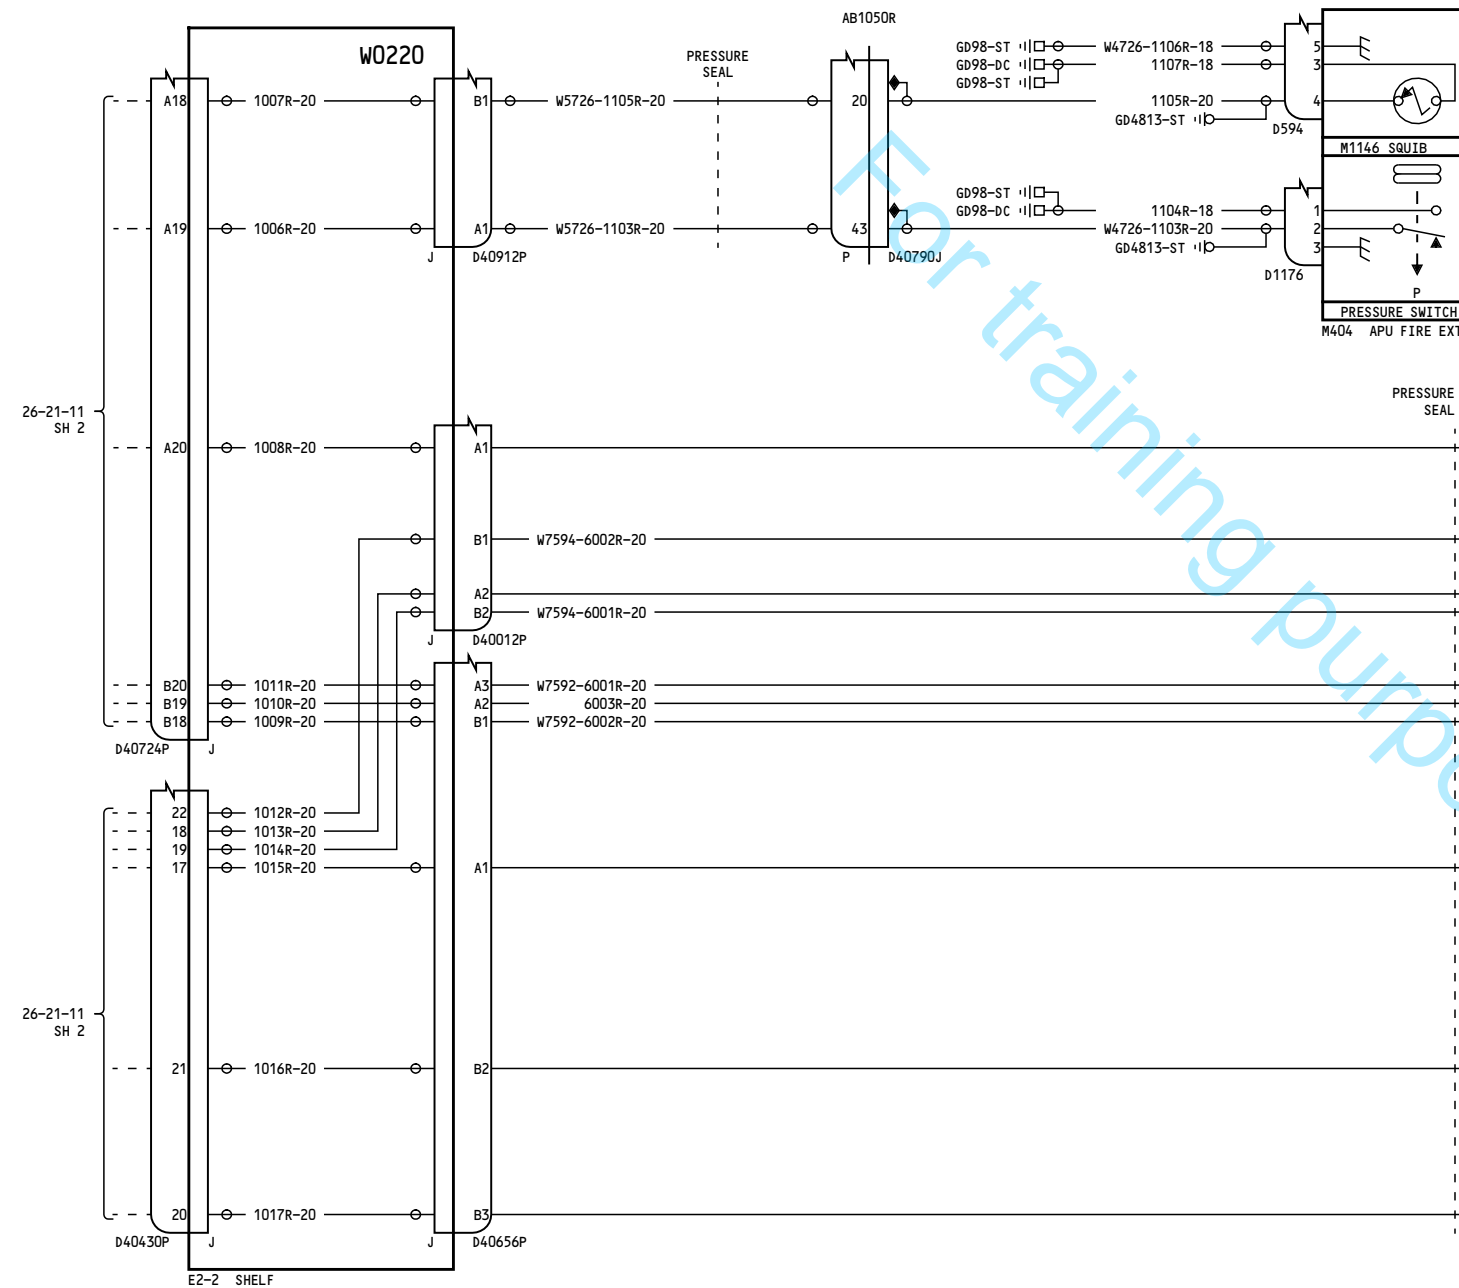 AB1050R
W0220
PRESSURE
SEAL
GD98-ST
W4726-1106R-18
5
GD98-DC
1107R-18
3
GD98-ST
A18
1007R-20
B1
W5726-1105R-20
20
1105R-20
4
GD4813-ST
D594
M1146 SQUIB
GD98-ST
GD98-DC
1104R-18
1
A19
1006R-20
A1
W5726-1103R-20
43
W4726-1103R-20
2
GD4813-ST
3
J
D40912P
P
D40790J
D1176
P
PRESSURE SWITCH
M404 APU FIRE EXT
PRESSURE
SEAL
26-21-11
SH 2
A20
1008R-20
A1
B1
W7594-6002R-20
A2
B2
W7594-6001R-20
J
D40012P
B20
1011R-20
A3
W7592-6001R-20
B19
1010R-20
A2
6003R-20
B18
1009R-20
B1
W7592-6002R-20
D40724P
J
22
1012R-20
18
1013R-20
19
1014R-20
17
1015R-20
A1
26-21-11
SH 2
21
1016R-20
B2
20
1017R-20
B3
D40430P
J
J
D40656P
E2-2 SHELF
For training purpo